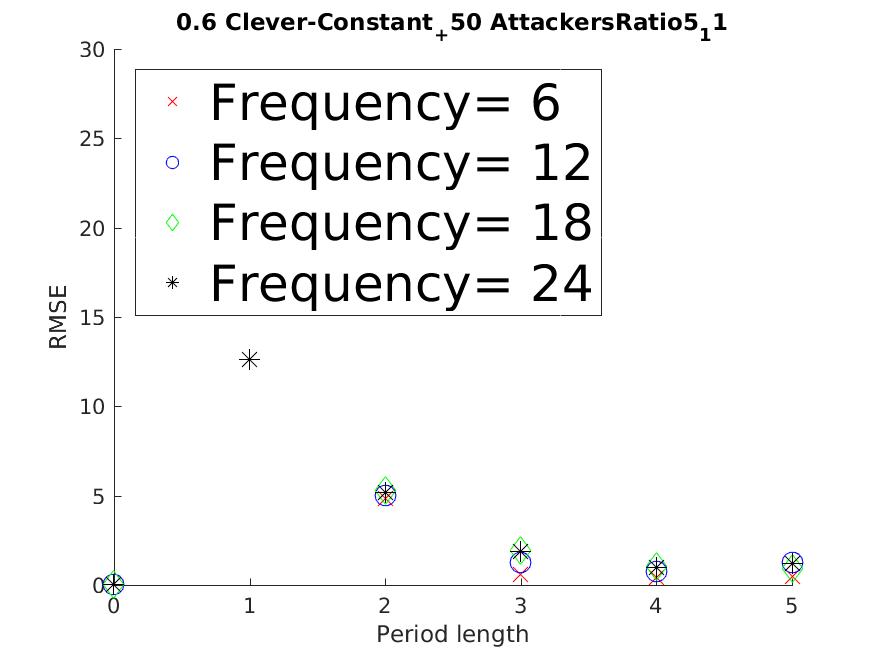 0.6 Clever-Constant₊50 AttackersRatio5₁1
30
25
20
15
10
5
0
RMSE
Frequency= 6
Frequency= 12
Frequency= 18
Frequency= 24
0 1 2 3 4 5
Period length